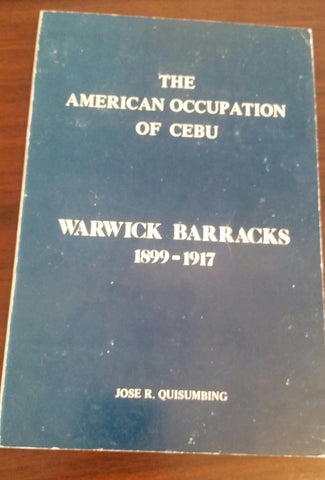 THE
AMERICAN OCCUPATION
OF CEBU
WARWICK BARRACKS
1899-1917
JOSE R. QUISUMBING